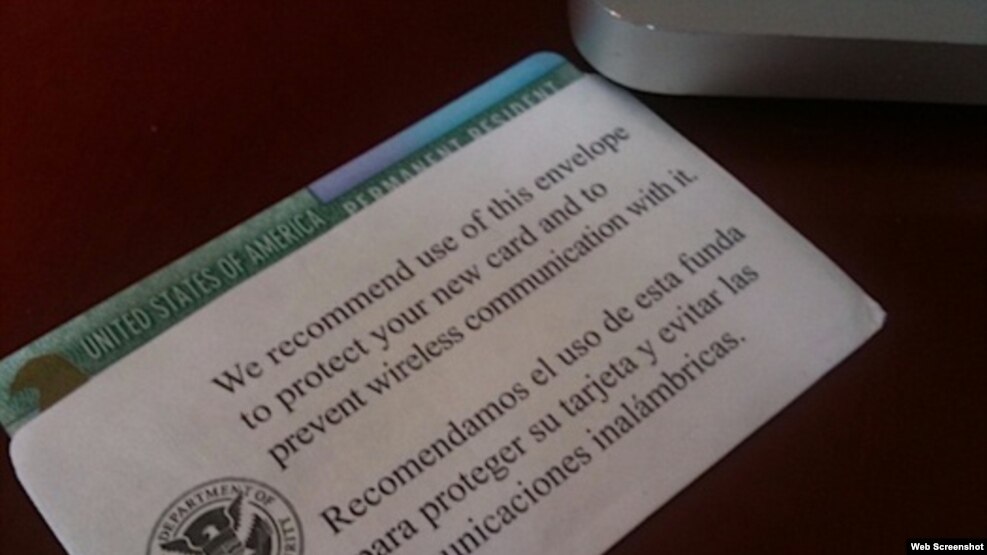 UNITED STATES OF AMERICA
PERMANENT RESIDENT
We recommend use of this envelope
to protect your new card and to
prevent wireless communication with it.
Recomendamos el uso de esta funda
para proteger su tarjeta y evitar las
unicaciones inalámbricas.
DEPARTMENT OF
Web Screenshot